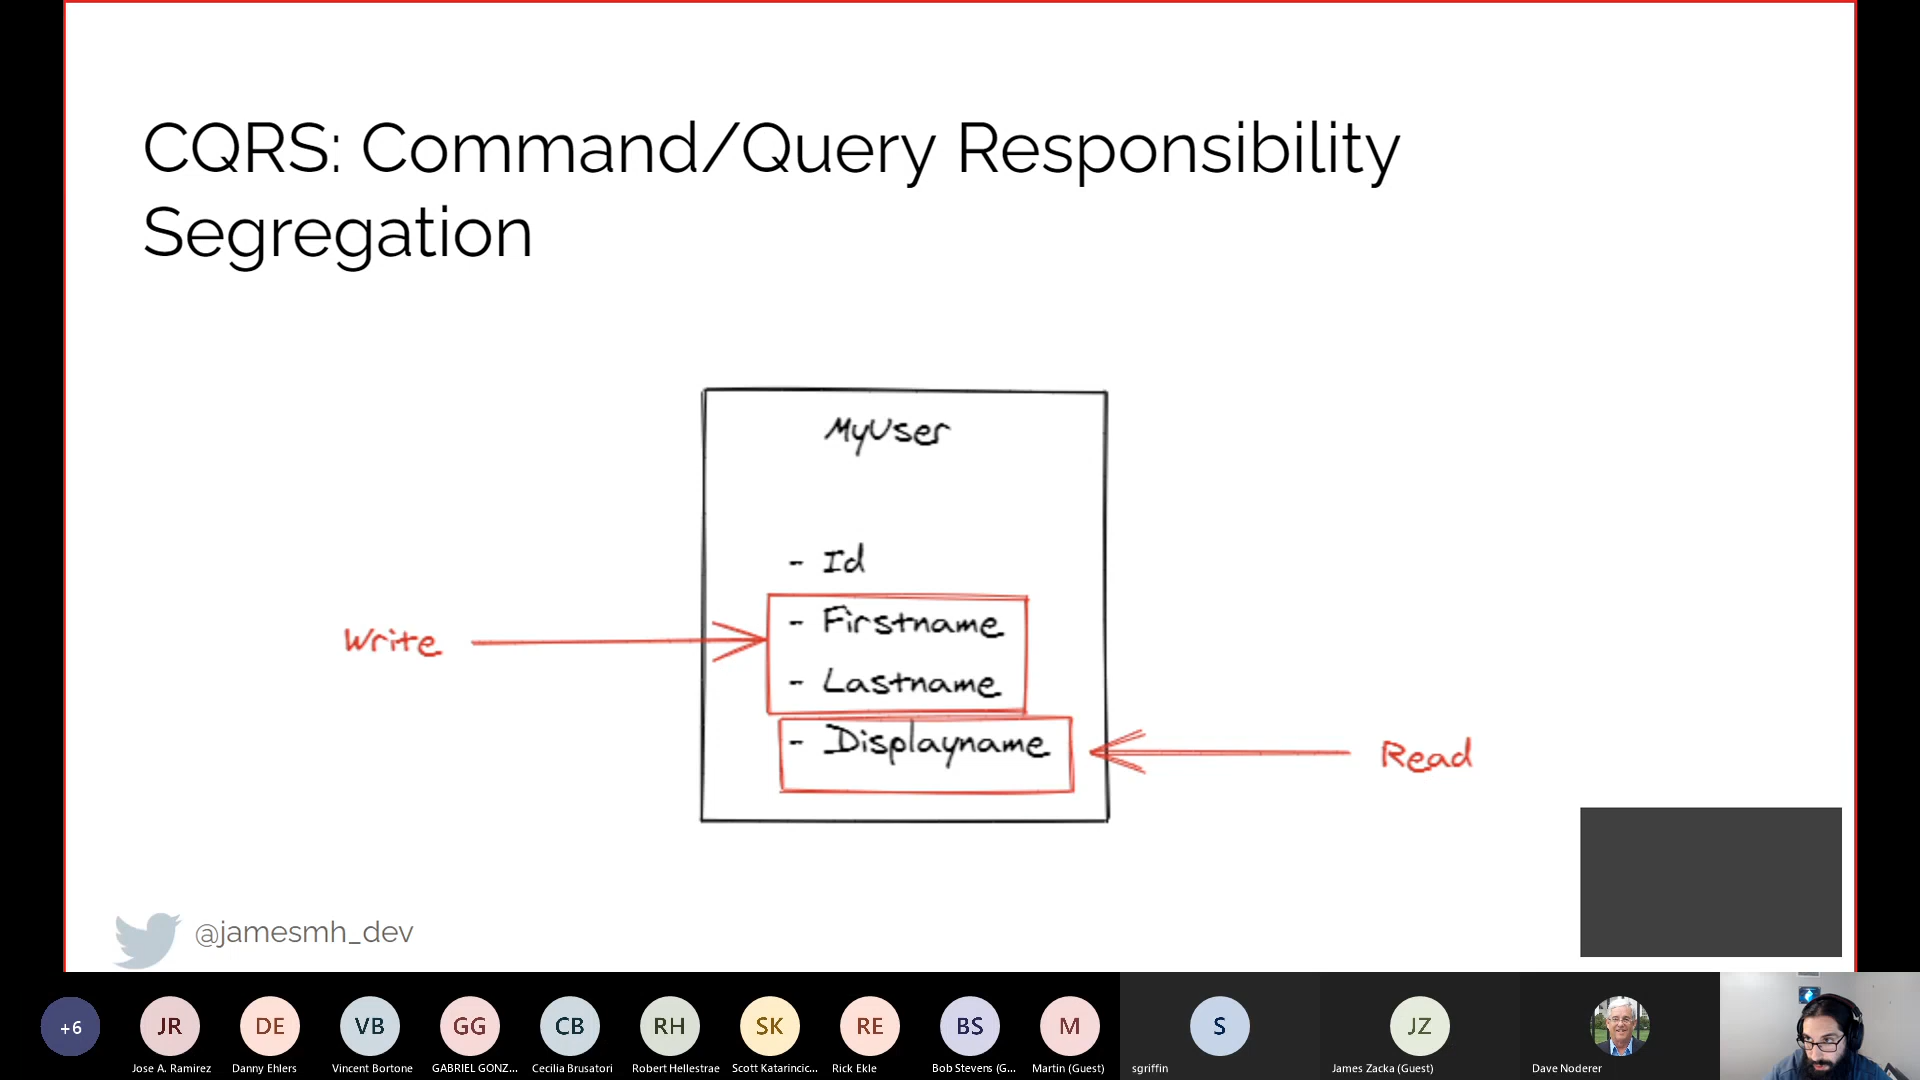 CQRS: Command/Query Responsibility
Segregation
MyUser
- Id
- Firstname
- Lastname
- Displayname
Write
Read
@jamesmh_dev
+6
JR
DE
VB
GG
CB
RH
SK
RE
BS
M
S
JZ
Jose A. Ramirez
Danny Ehlers
Vincent Bortone
GABRIEL GONZ...
Cecilia Brusatori
Robert Hellestrae
Scott Katarincic...
Rick Ekle
Bob Stevens (G...
Martin (Guest)
sgriffin
James Zacka (Guest)
Dave Noderer